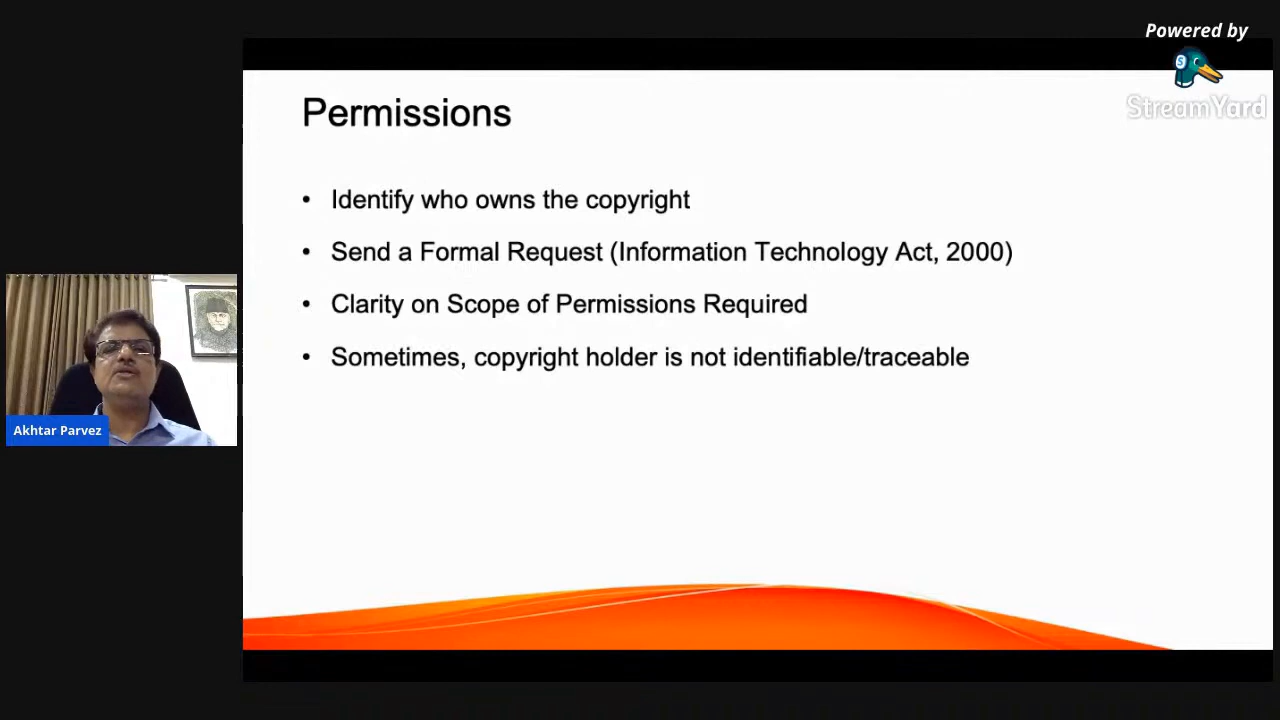 Powered by
StreamYard
Permissions
• Identify who owns the copyright
• Send a Formal Request (Information Technology Act, 2000)
• Clarity on Scope of Permissions Required
• Sometimes, copyright holder is not identifiable/traceable
Akhtar Parvez